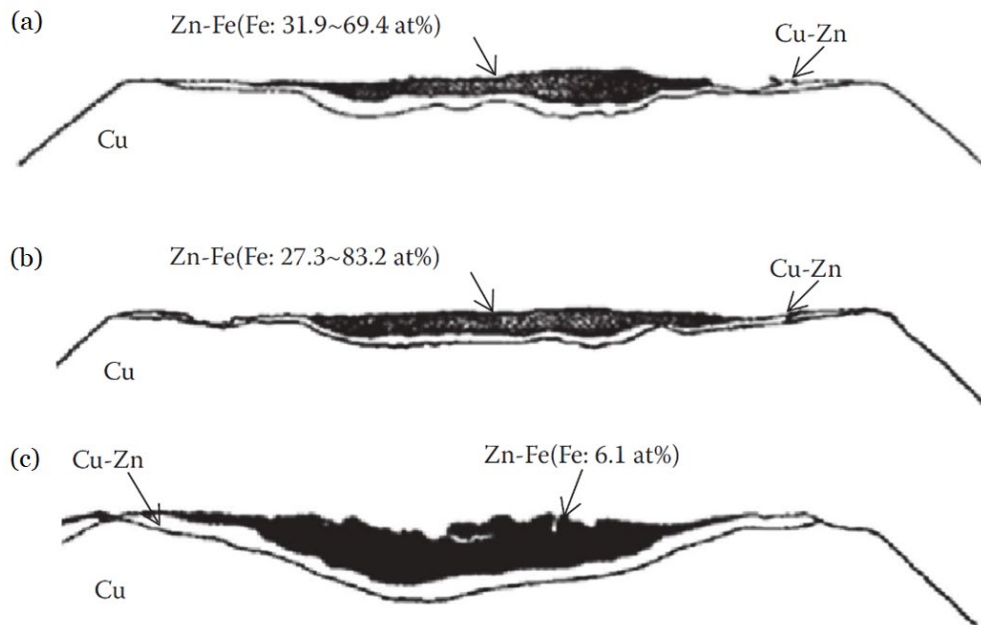 (a)
Zn-Fe(Fe: 31.9~69.4 at%)
Cu-Zn
Cu
(b)
Zn-Fe(Fe: 27.3~83.2 at%)
Cu-Zn
Cu
(c)
Cu-Zn
Zn-Fe(Fe: 6.1 at%)
Cu